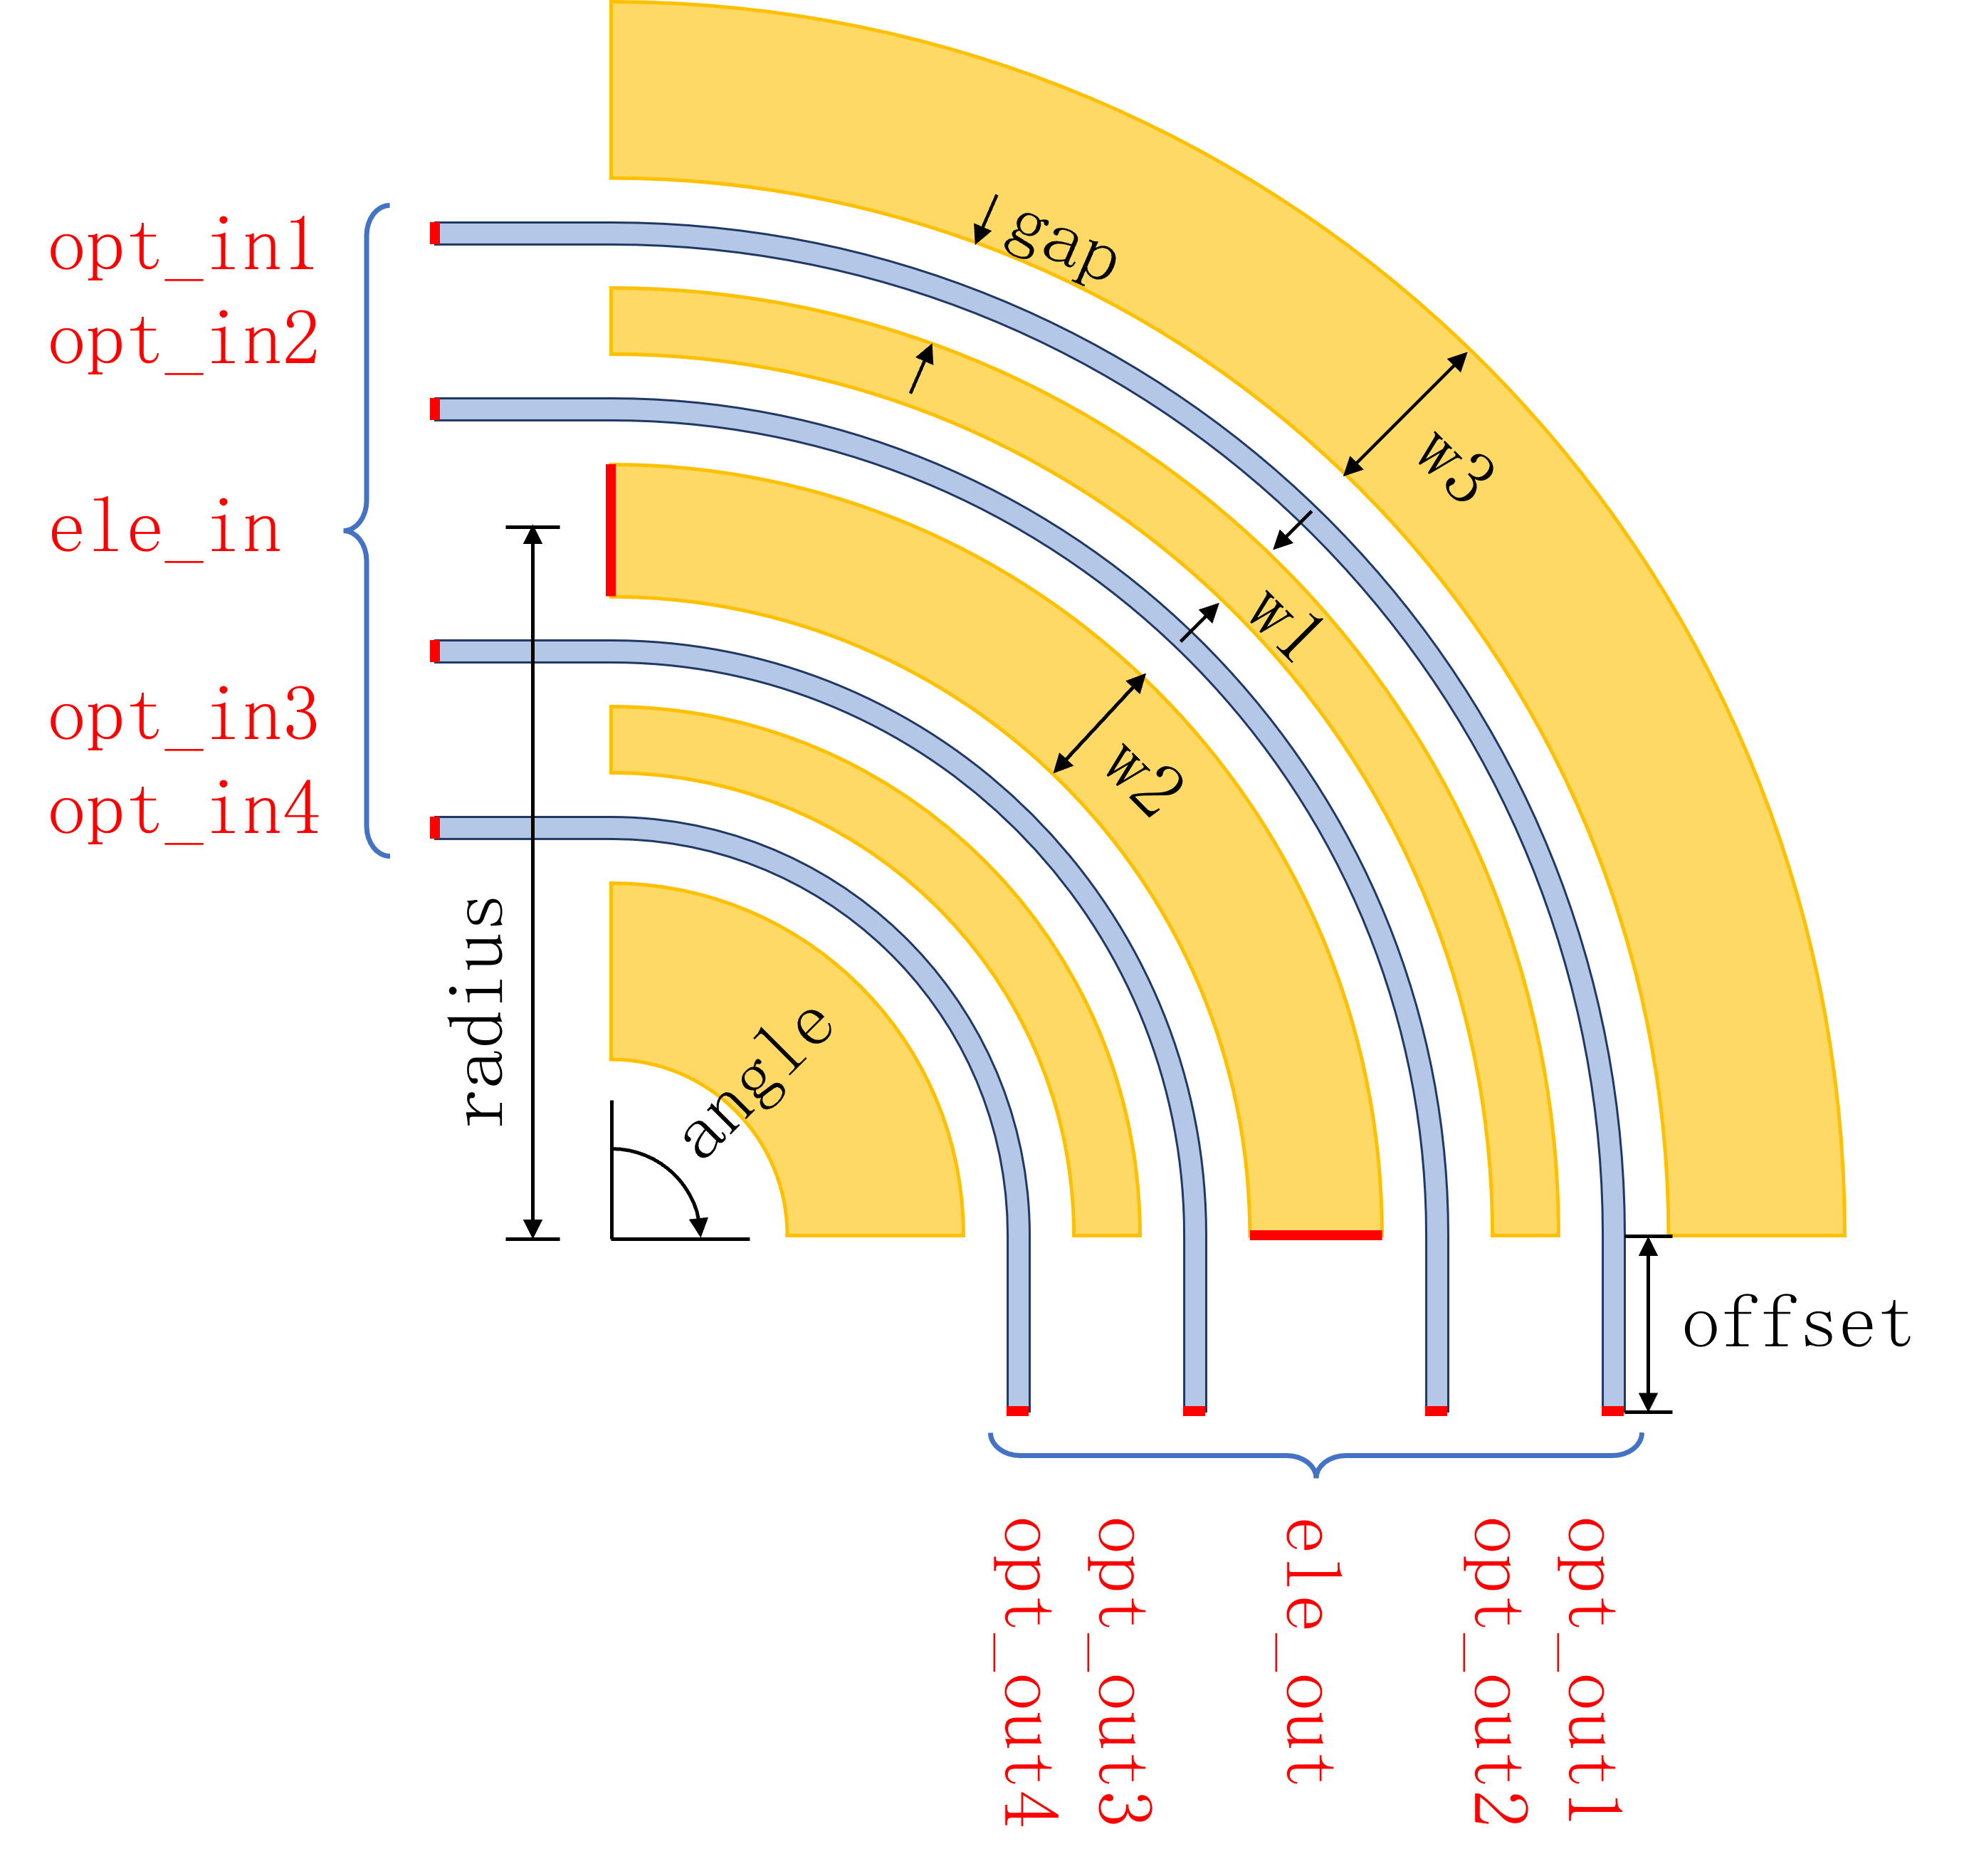 opt_in1
opt_in2
ele_in
opt_in3
opt_in4
gap
w3
w1
w2
radius
angle
offset
opt_out4
opt_out3
ele_out
opt_out2
opt_out1